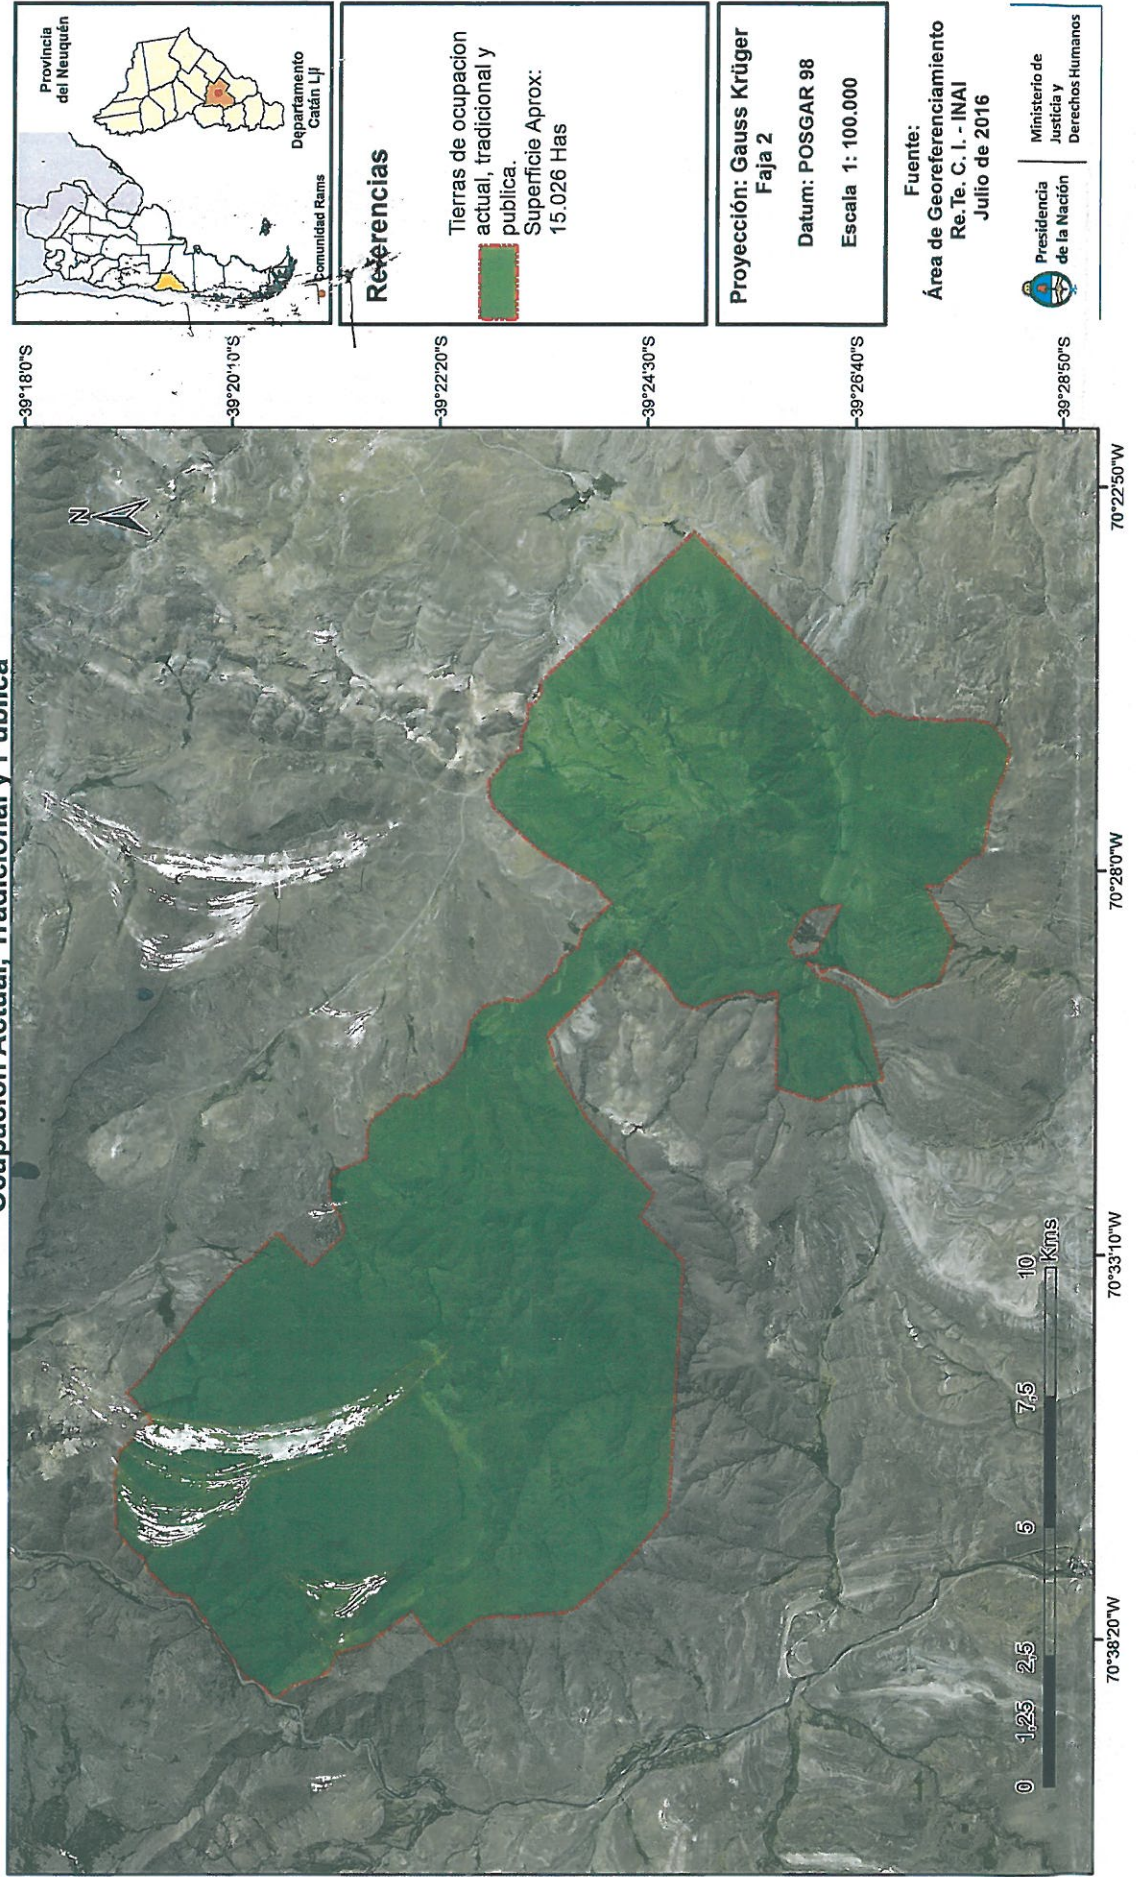 Ocupación Actual, Tradicional y Pública
Provincia
del Neuquén
Departamento
Catán Lil
Comunidad Rams
Referencias
Tierras de ocupacion
actual, tradicional y
publica.
Superficie Aprox:
15.026 Has
Proyección: Gauss Krüger
Faja 2
Datum: POSGAR 98
Escala 1: 100.000
Fuente:
Área de Georeferenciamiento
Re.Te. C. I. - INAI
Julio de 2016
Presidencia
de la Nación
Ministerio de
Justicia y
Derechos Humanos
39°18'0"S
39°20'10"S
39°22'20"S
39°24'30"S
39°26'40"S
39°28'50"S
N
0 1,25 2,5 5 7,5 10
Kms
70°38'20"W 70°33'10"W 70°28'0"W 70°22'50"W